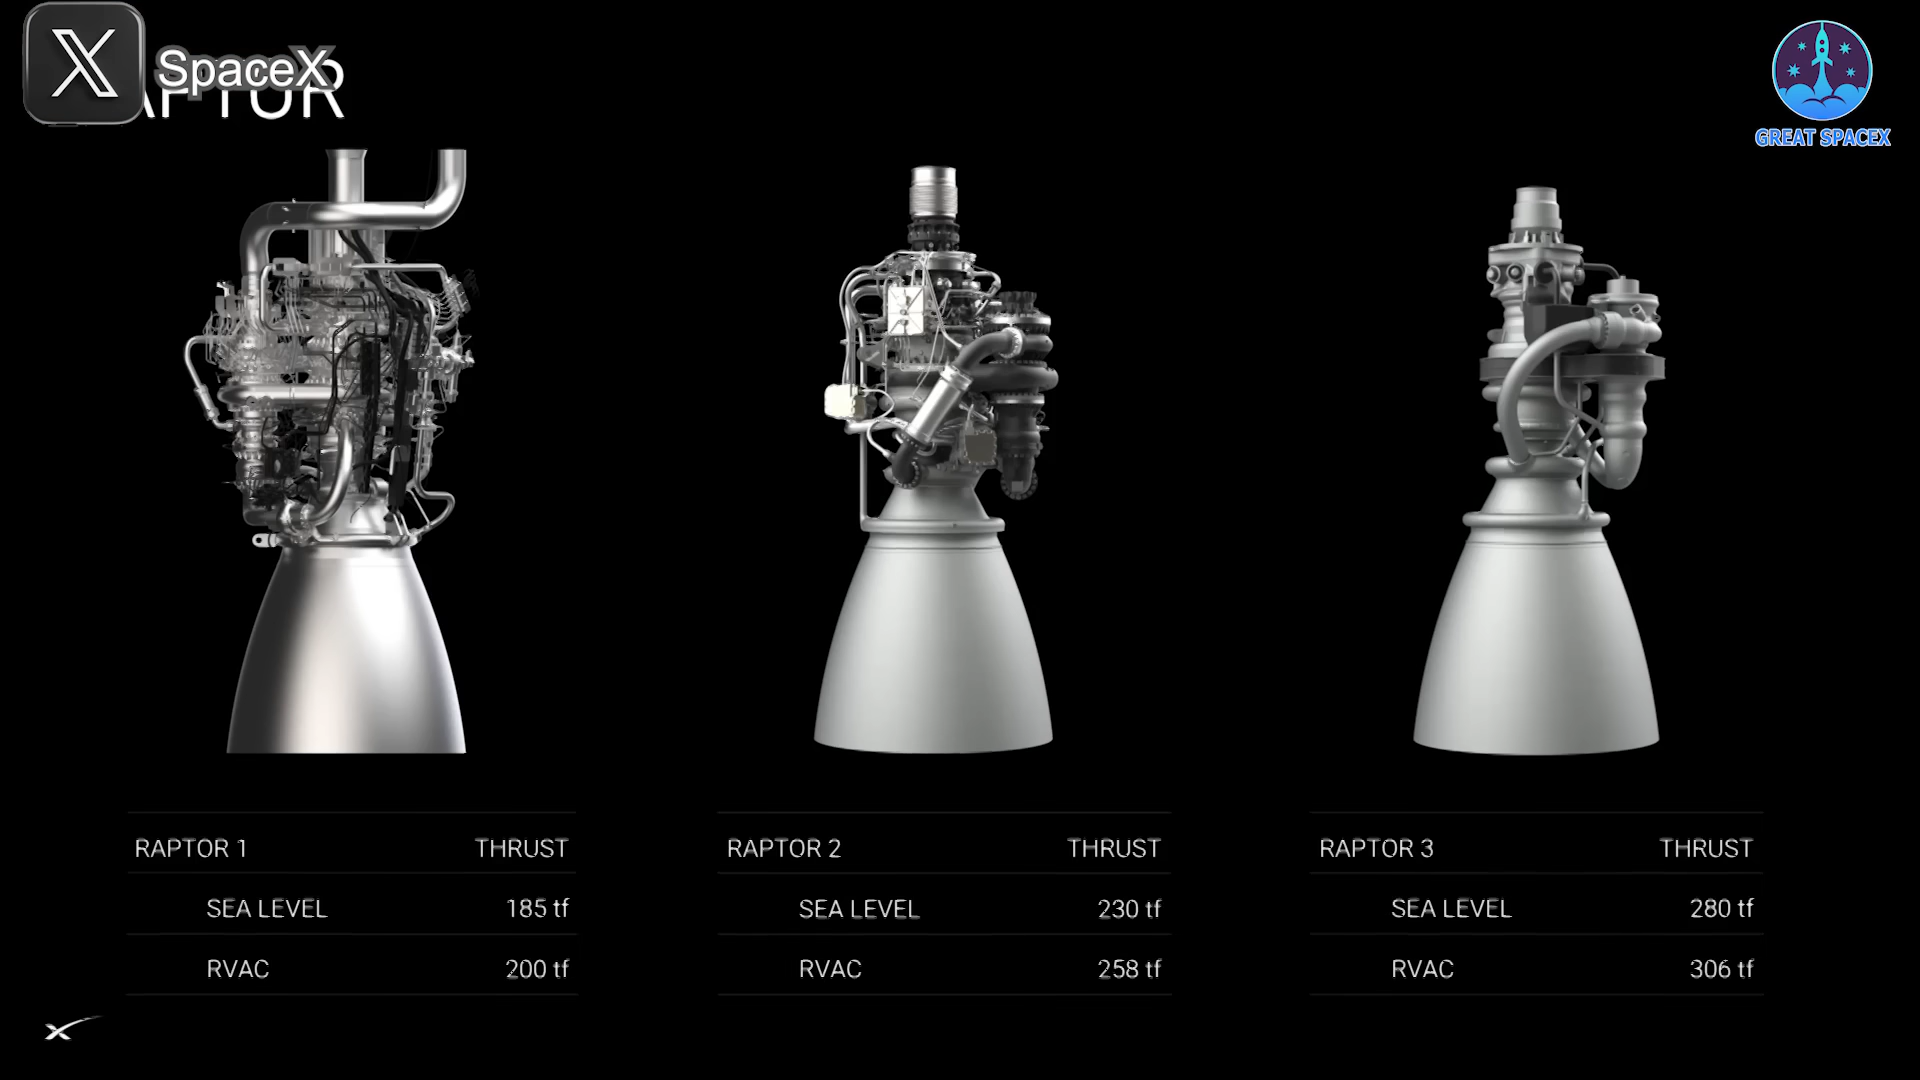 SpaceX
GREAT SPACEX
RAPTOR 1 THRUST
SEA LEVEL 185 tf
RVAC 200 tf
RAPTOR 2 THRUST
SEA LEVEL 230 tf
RVAC 258 tf
RAPTOR 3 THRUST
SEA LEVEL 280 tf
RVAC 306 tf